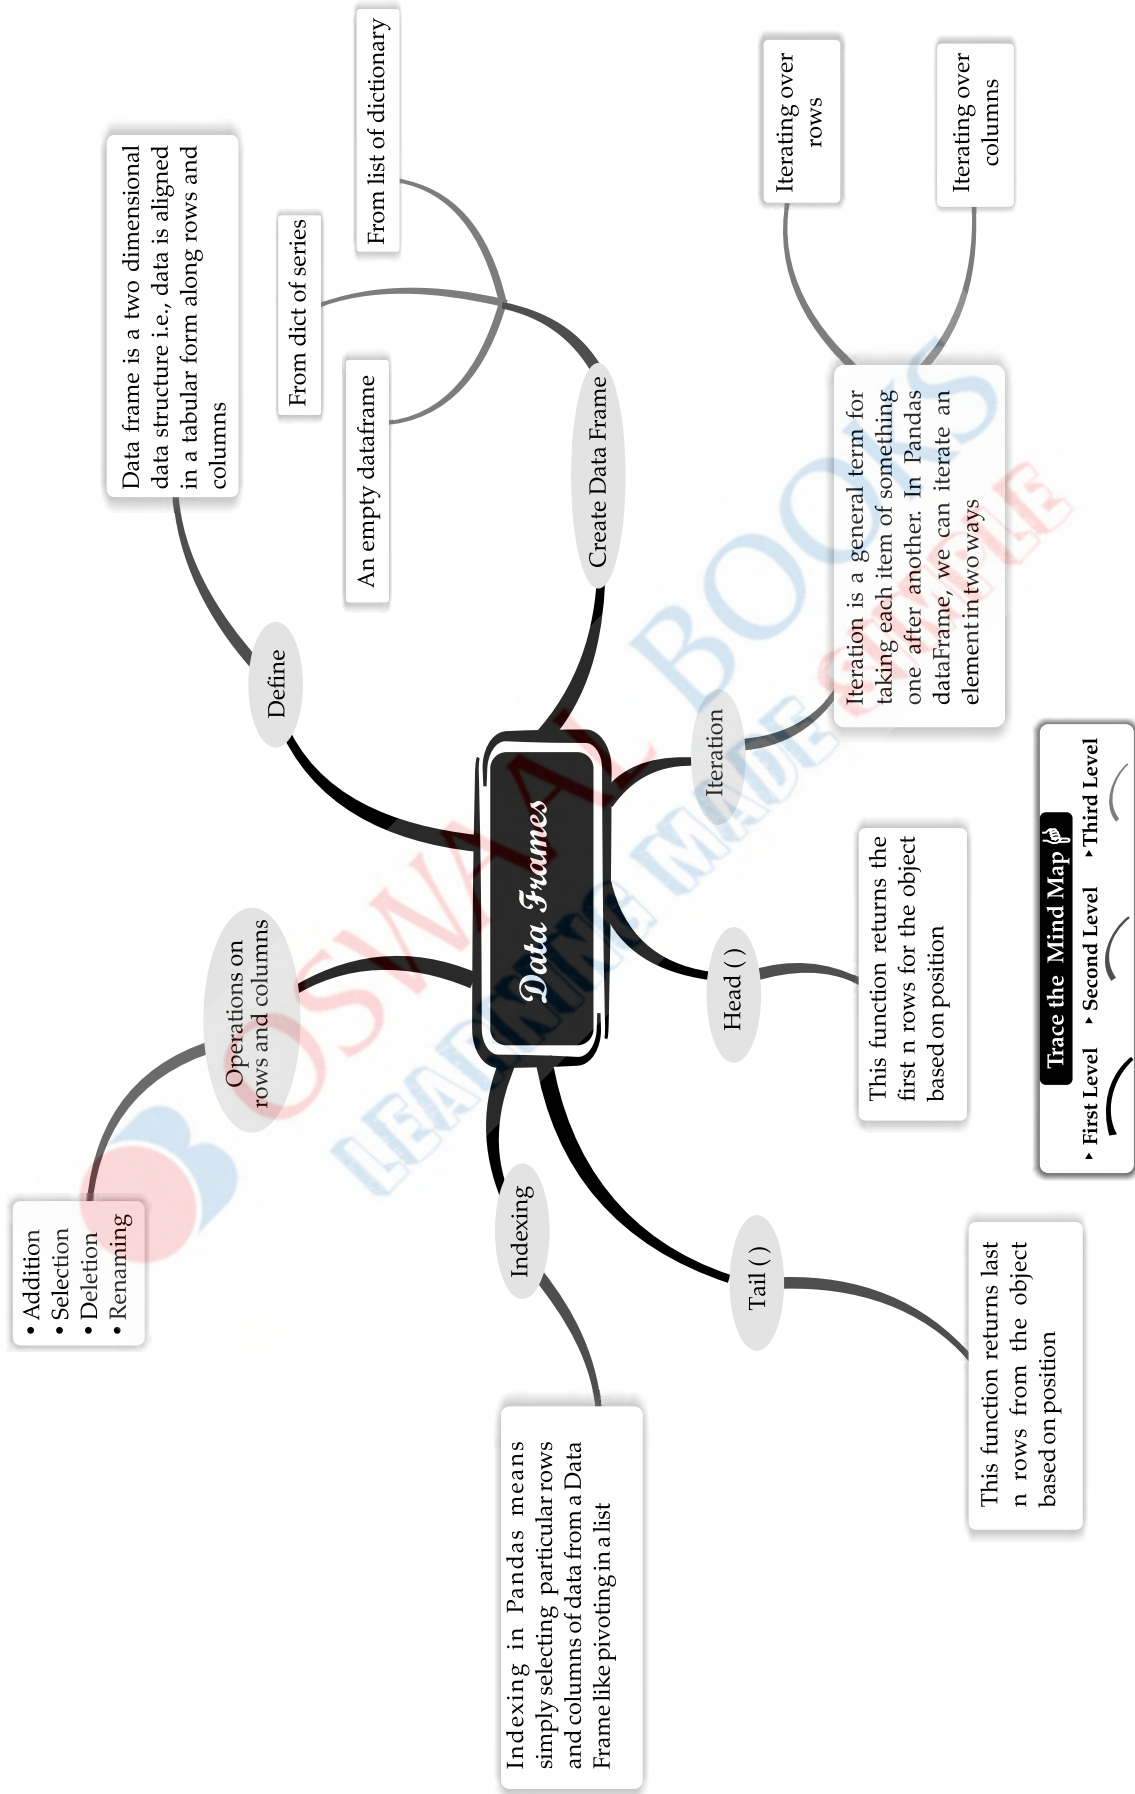 Data Frames
Define
Data frame is a two dimensional
data structure i.e., data is aligned
in a tabular form along rows and
columns
Create Data Frame
An empty dataframe
From dict of series
From list of dictionary
Iteration
Iteration is a general term for
taking each item of something
one after another. In Pandas
dataFrame, we can iterate an
element in two ways
Iterating over
rows
Iterating over
columns
Head ( )
This function returns the
first n rows for the object
based on position
Tail ( )
This function returns last
n rows from the object
based on position
Indexing
Indexing in Pandas means
simply selecting particular rows
and columns of data from a Data
Frame like pivoting in a list
Operations on
rows and columns
• Addition
• Selection
• Deletion
• Renaming
Trace the Mind Map
First Level
Second Level
Third Level
OSWAAL BOOKS
LEARNING MADE SIMPLE